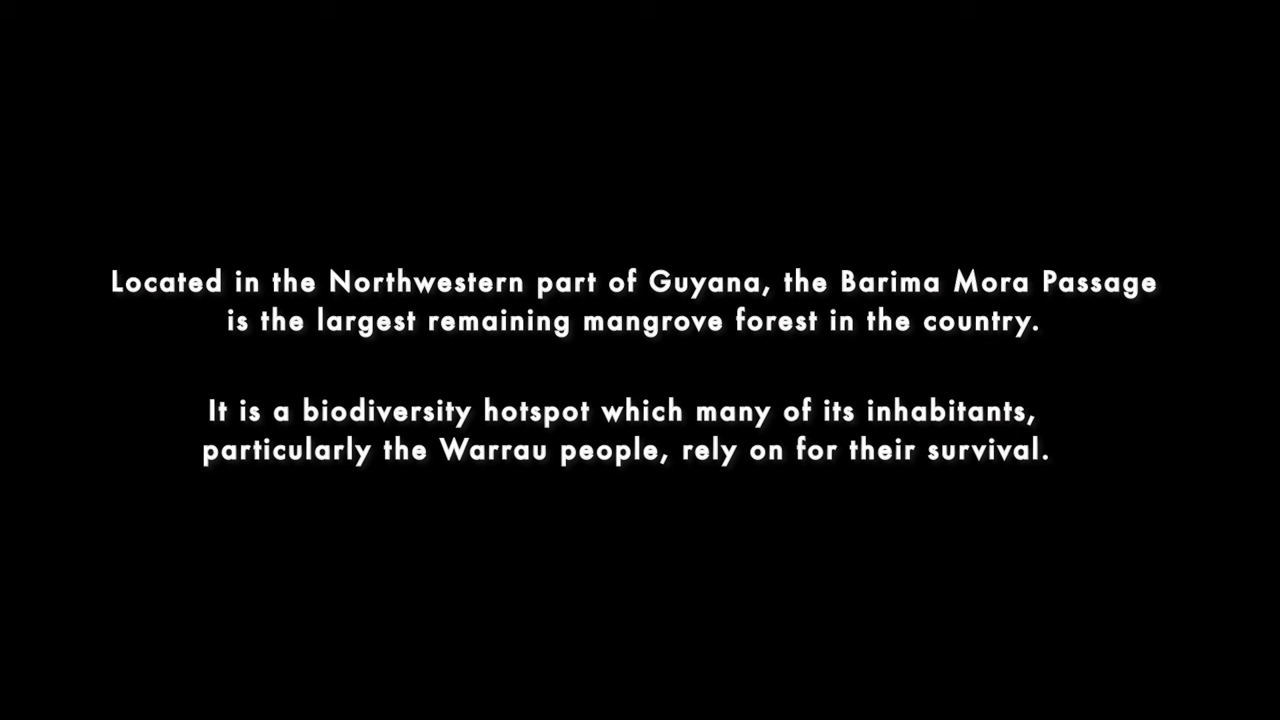 Located in the Northwestern part of Guyana, the Barima Mora Passage
is the largest remaining mangrove forest in the country.
It is a biodiversity hotspot which many of its inhabitants,
particularly the Warrau people, rely on for their survival.